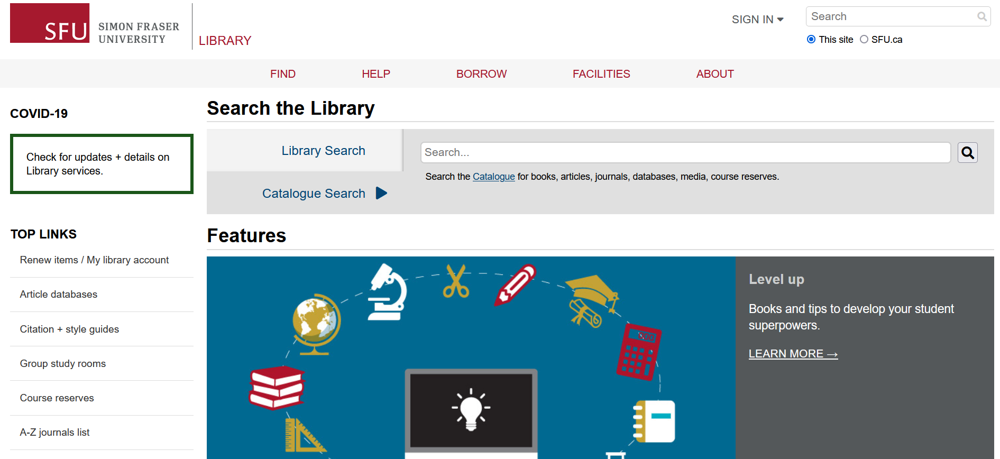 SFU
SIMON FRASER
UNIVERSITY
LIBRARY
SIGN IN
Search
This site
SFU.ca
FIND
HELP
BORROW
FACILITIES
ABOUT
COVID-19
Check for updates + details on
Library services.
TOP LINKS
Renew items / My library account
Article databases
Citation + style guides
Group study rooms
Course reserves
A-Z journals list
Search the Library
Library Search
Catalogue Search
Search...
Search the Catalogue for books, articles, journals, databases, media, course reserves.
Features
Level up
Books and tips to develop your student
superpowers.
LEARN MORE →